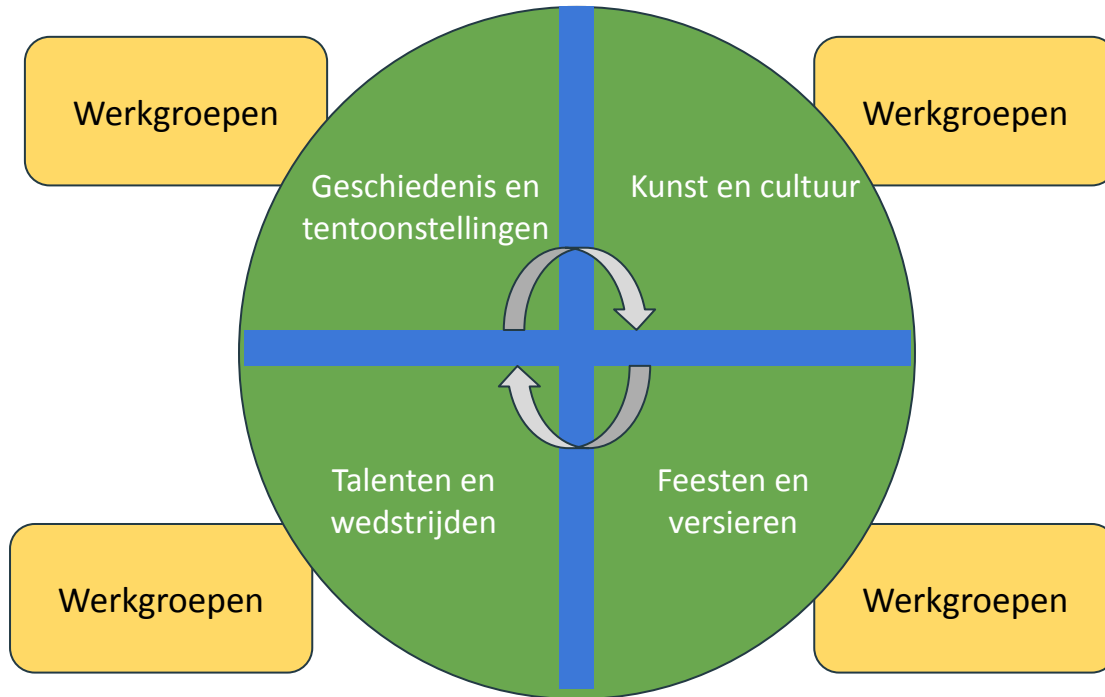 Werkgroepen
Werkgroepen
Geschiedenis en
tentoonstellingen
Kunst en cultuur
Talenten en
wedstrijden
Feesten en
versieren
Werkgroepen
Werkgroepen